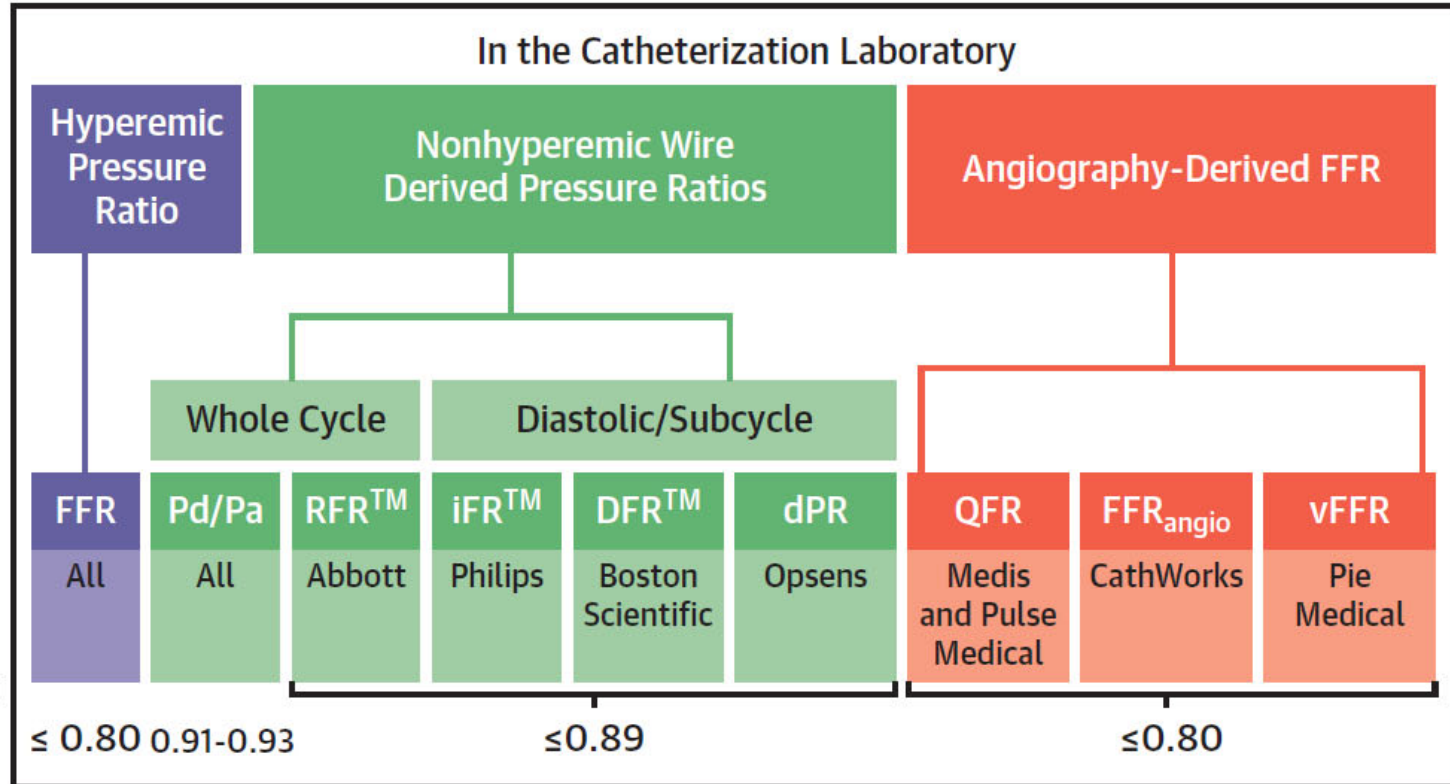 In the Catheterization Laboratory
Hyperemic
Pressure
Ratio
Nonhyperemic Wire
Derived Pressure Ratios
Angiography-Derived FFR
Whole Cycle
Diastolic/Subcycle
FFR
All
Pd/Pa
All
RFR™
Abbott
iFR™
Philips
DFR™
Boston
Scientific
dPR
Opsens
QFR
Medis
and Pulse
Medical
FFRangio
CathWorks
vFFR
Pie
Medical
≤ 0.80
0.91-0.93
≤0.89
≤0.80